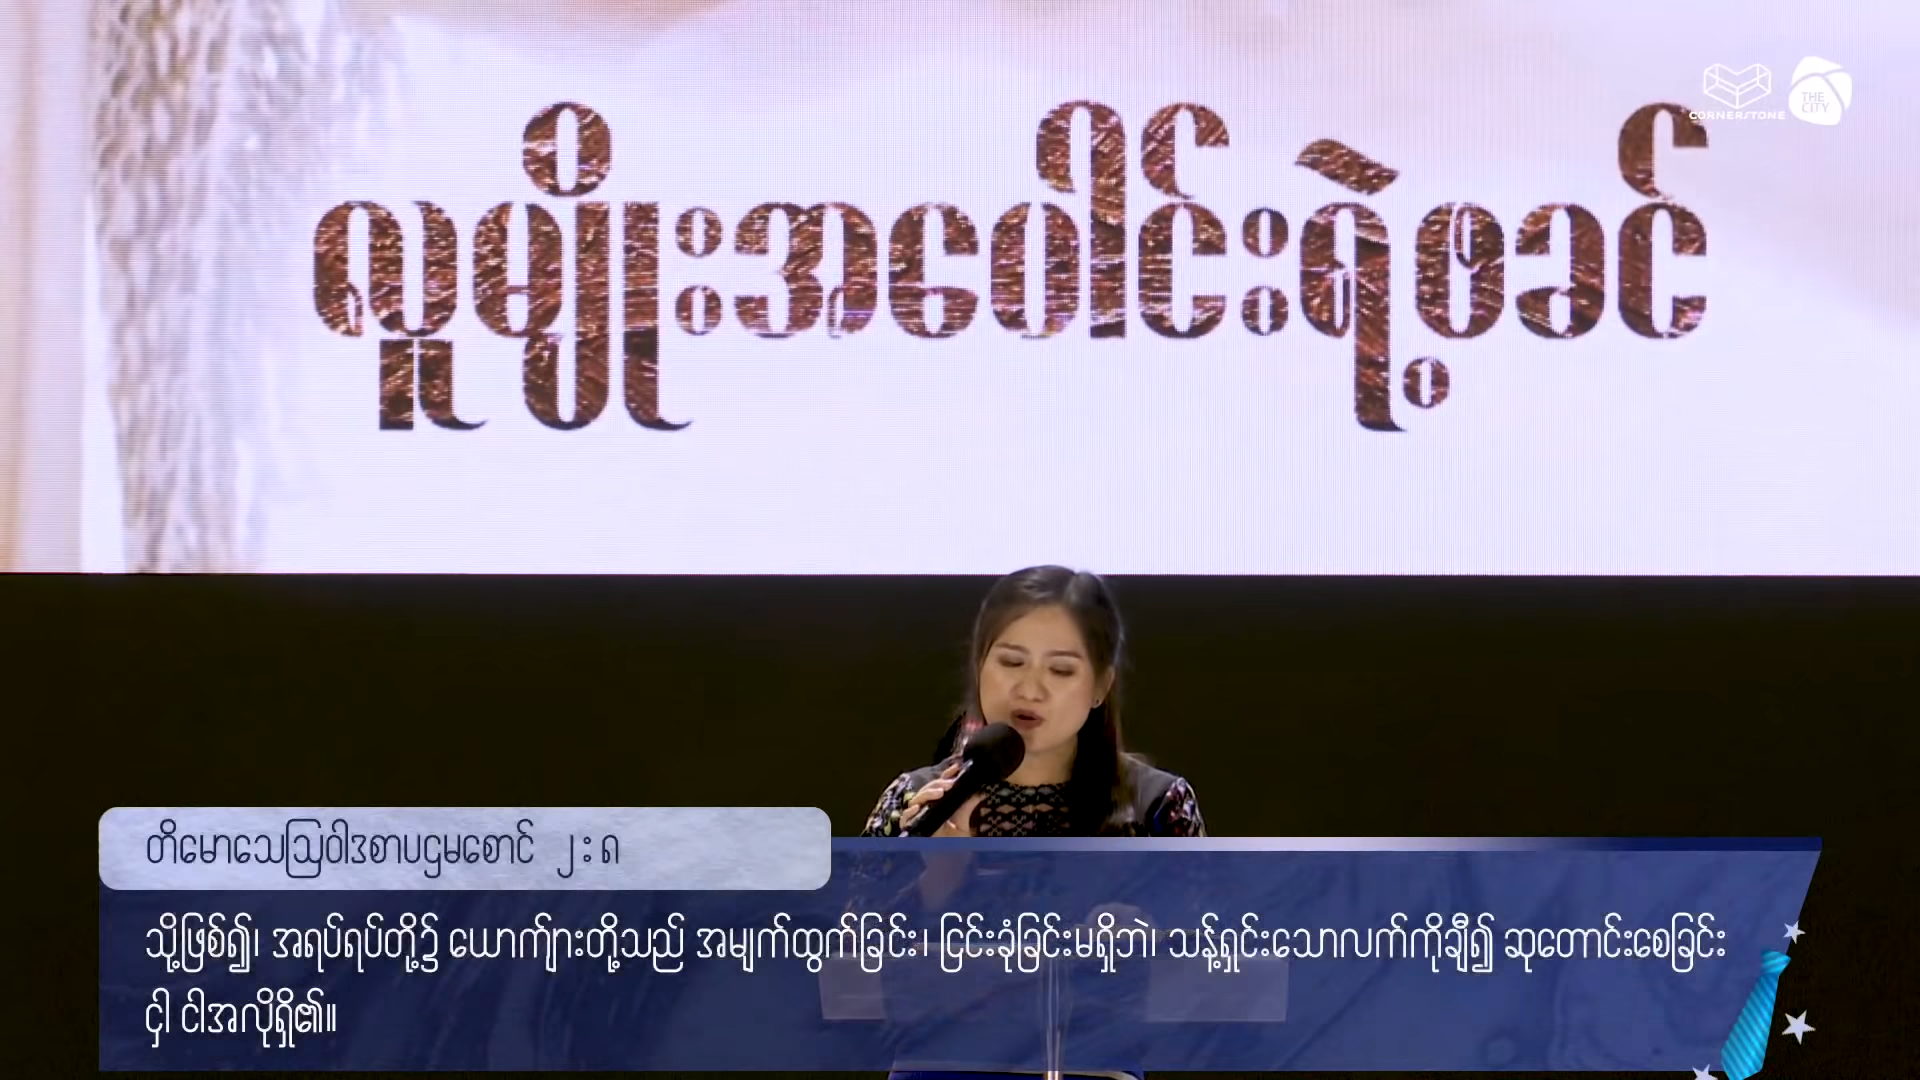 လူမျိုးအပေါင်းရဲ့ဖခင်
CORNERSTONE
THE
CITY
တိမောသေဩဝါဒစာပဌမစောင် ၂း၈
သို့ဖြစ်၍၊ အရပ်ရပ်တို့၌ ယောက်ျားတို့သည် အမျက်ထွက်ခြင်း၊ ငြင်းခုံခြင်းမရှိဘဲ၊ သန့်ရှင်းသောလက်ကိုချီ၍ ဆုတောင်းစေခြင်း
ငှါ ငါအလိုရှိ၏။